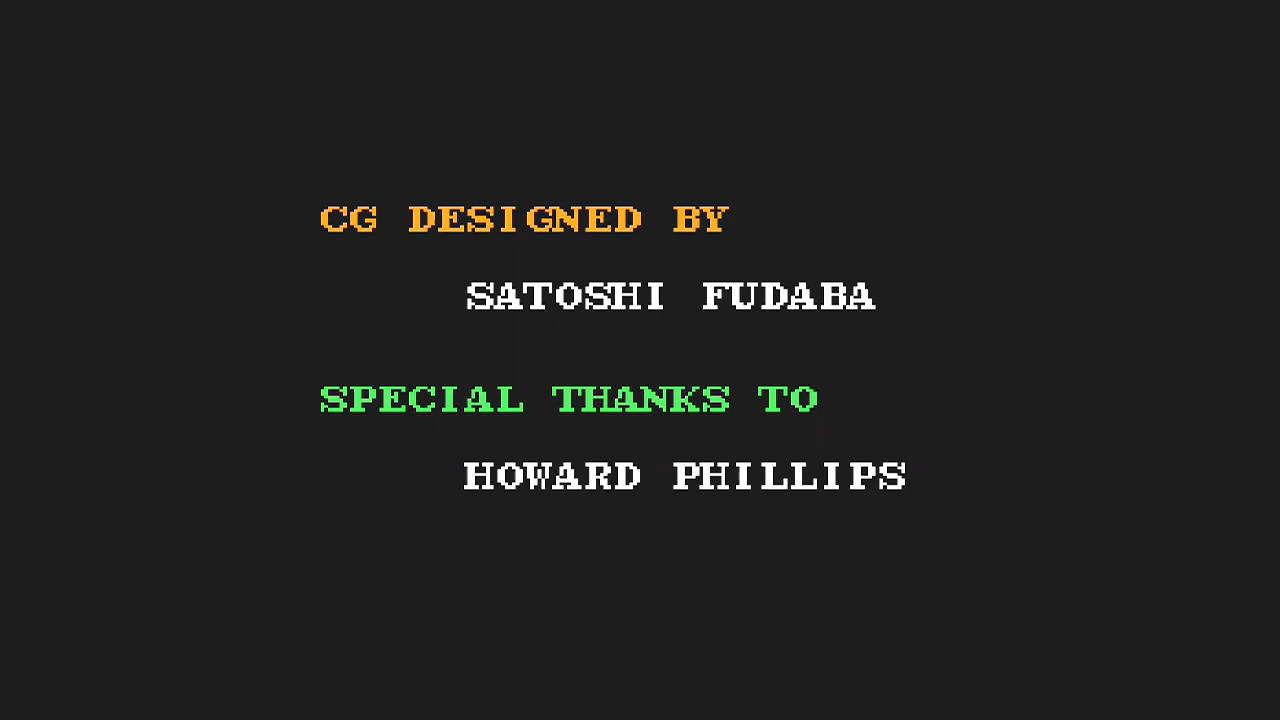 CG DESIGNED BY
SATOSHI FUDABA
SPECIAL THANKS TO
HOWARD PHILLIPS